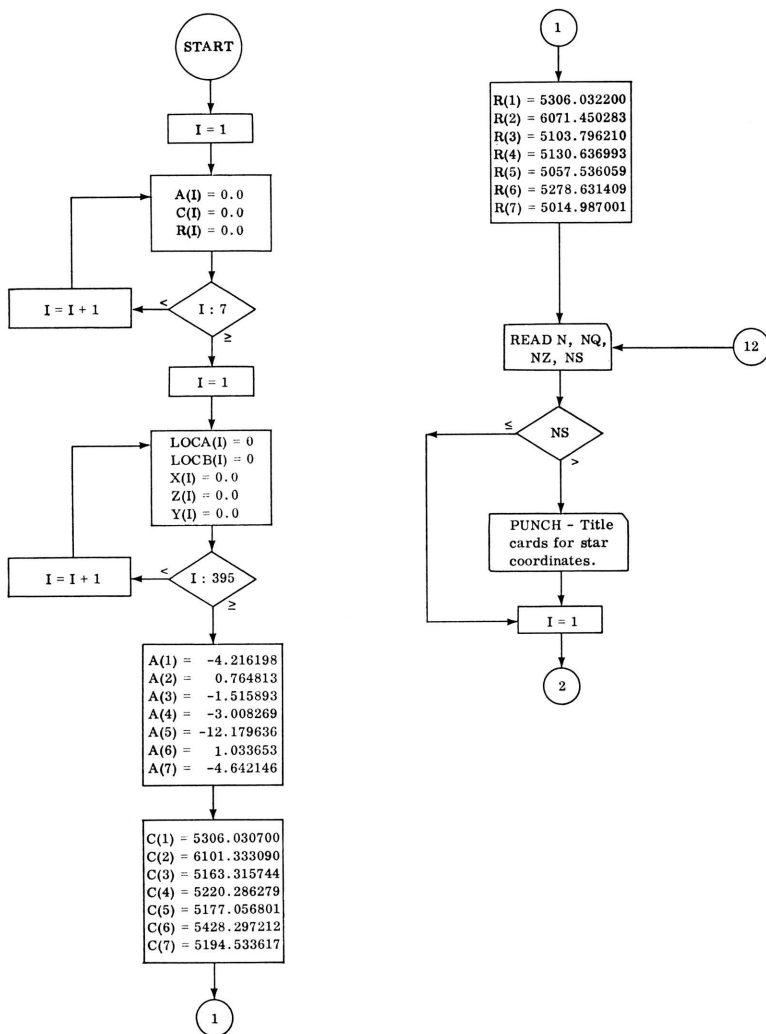 START
I = 1
A(I) = 0.0
C(I) = 0.0
R(I) = 0.0
I = I + 1
<
I : 7
≥
I = 1
LOCA(I) = 0
LOCB(I) = 0
X(I) = 0.0
Z(I) = 0.0
Y(I) = 0.0
I = I + 1
<
I : 395
≥
A(1) = -4.216198
A(2) = 0.764813
A(3) = -1.515893
A(4) = -3.008269
A(5) = -12.179636
A(6) = 1.033653
A(7) = -4.642146
C(1) = 5306.030700
C(2) = 6101.333090
C(3) = 5163.315744
C(4) = 5220.286279
C(5) = 5177.056801
C(6) = 5428.297212
C(7) = 5194.533617
1
1
R(1) = 5306.032200
R(2) = 6071.450283
R(3) = 5103.796210
R(4) = 5130.636993
R(5) = 5057.536059
R(6) = 5278.631409
R(7) = 5014.987001
READ N, NQ,
NZ, NS
12
≤
NS
>
PUNCH - Title
cards for star
coordinates.
I = 1
2